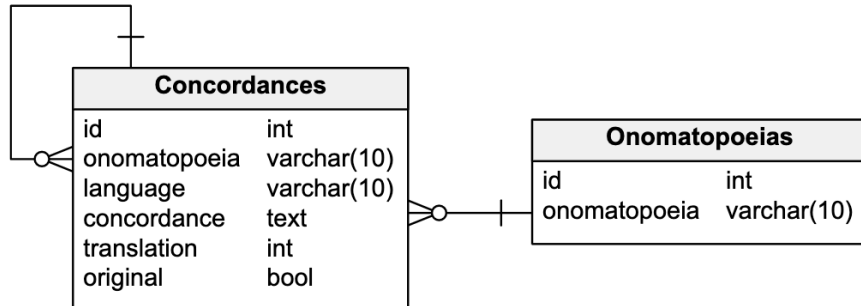 Concordances
id int
onomatopoeia varchar(10)
language varchar(10)
concordance text
translation int
original bool
Onomatopoeias
id int
onomatopoeia varchar(10)